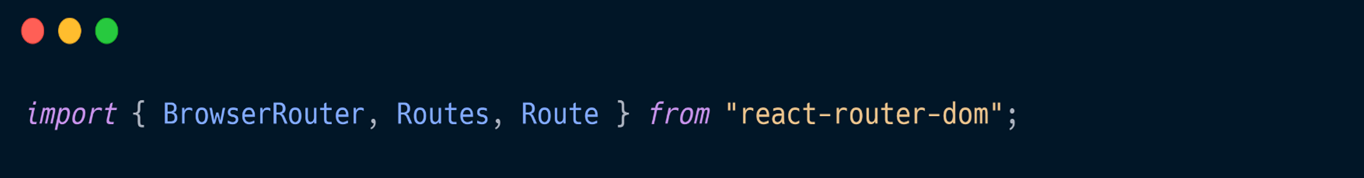 import { BrowserRouter, Routes, Route } from "react-router-dom";